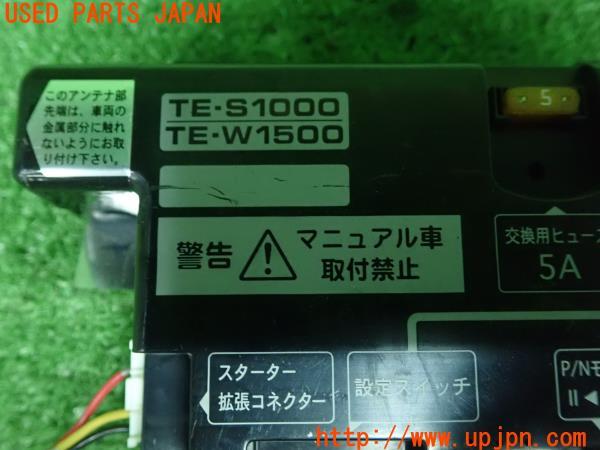 USED PARTS JAPAN
このアンテナ部
先端は、車両の
金属部分に触れ
ないようにお取
り付け下さい。
TE-S1000
TE-W1500
5
警告
マニュアル車
取付禁止
交換用ヒュース
5A
スターター
拡張コネクター
設定スイッチ
P/Nモ
http://www.upjpn.com/